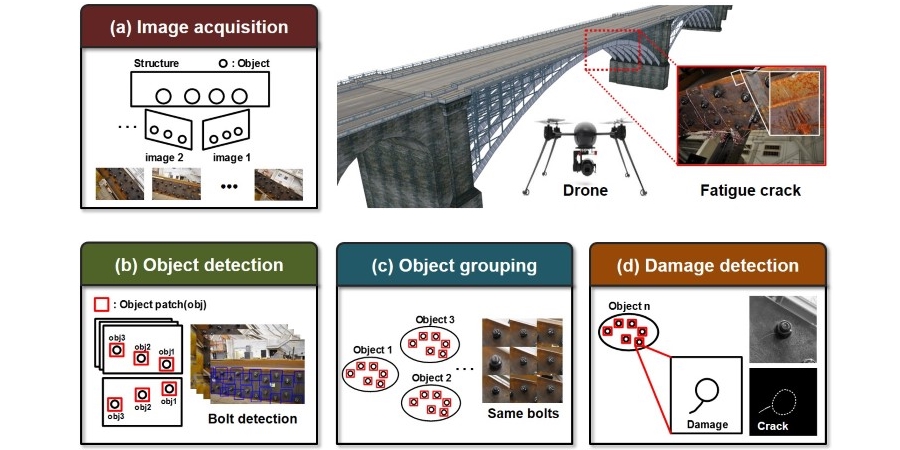 (a) Image acquisition
Structure
: Object
image 2
image 1
Drone
Fatigue crack
(b) Object detection
: Object patch(obj)
obj3
obj2
obj1
obj3
obj2
obj1
Bolt detection
(c) Object grouping
Object 3
Object 1
Object 2
Same bolts
(d) Damage detection
Object n
Damage
Crack